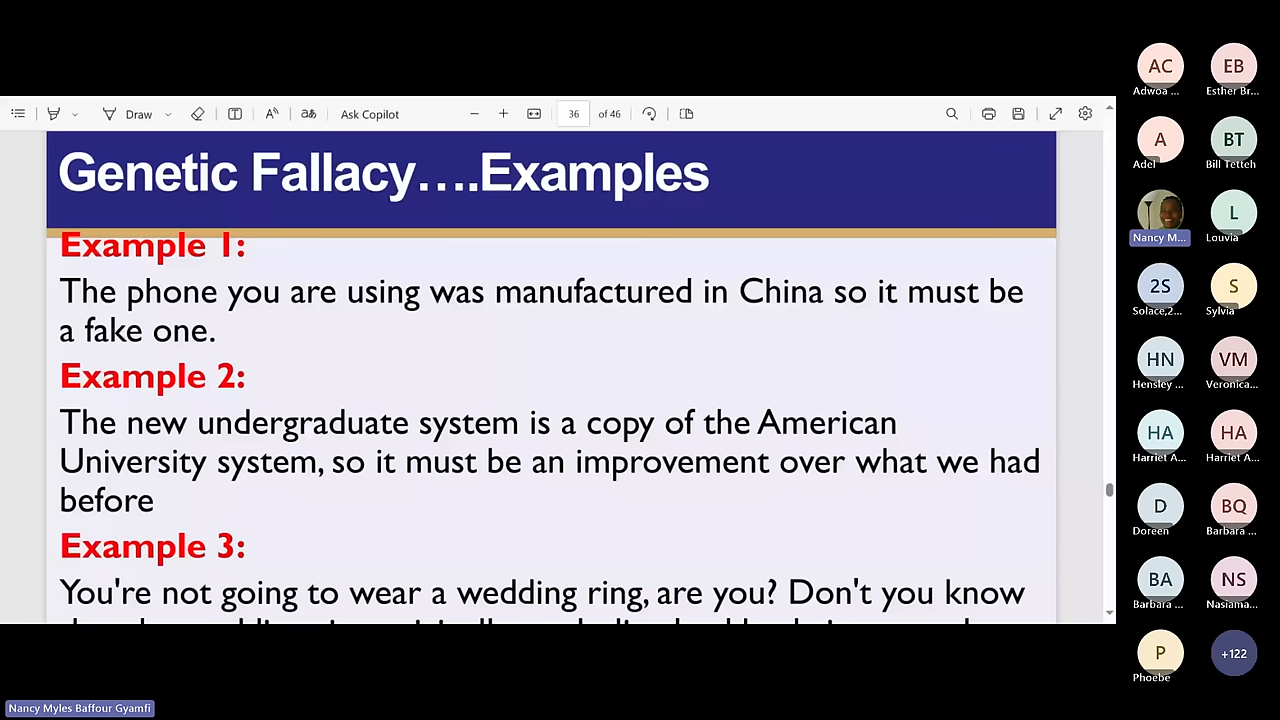 Draw
Ask Copilot
36 of 46
Genetic Fallacy….Examples
Example 1:
The phone you are using was manufactured in China so it must be
a fake one.
Example 2:
The new undergraduate system is a copy of the American
University system, so it must be an improvement over what we had
before
Example 3:
You're not going to wear a wedding ring, are you? Don't you know
AC EB
Adwoa ... Esther Br...
A BT
Adel Bill Tetteh
L
Nancy M... Louvia
2S S
Solace,2... Sylvia
HN VM
Hensley ... Veronica...
HA HA
Harriet A... Harriet A...
D BQ
Doreen Barbara ...
BA NS
Barbara ... Nasiama...
P +122
Phoebe
Nancy Myles Baffour Gyamfi